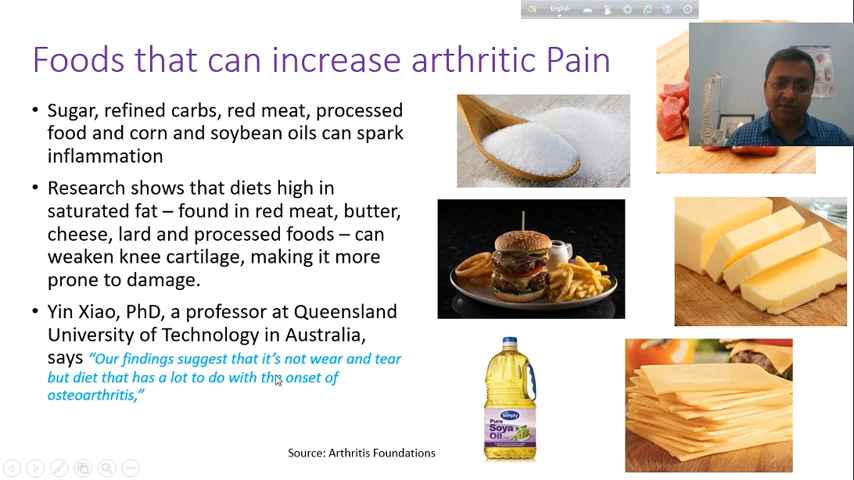 English
Foods that can increase arthritic Pain
• Sugar, refined carbs, red meat, processed
food and corn and soybean oils can spark
inflammation
• Research shows that diets high in
saturated fat – found in red meat, butter,
cheese, lard and processed foods – can
weaken knee cartilage, making it more
prone to damage.
• Yin Xiao, PhD, a professor at Queensland
University of Technology in Australia,
says “Our findings suggest that it’s not wear and tear
but diet that has a lot to do with the onset of
osteoarthritis,”
Simply
Pure
Soya
Oil
Source: Arthritis Foundations